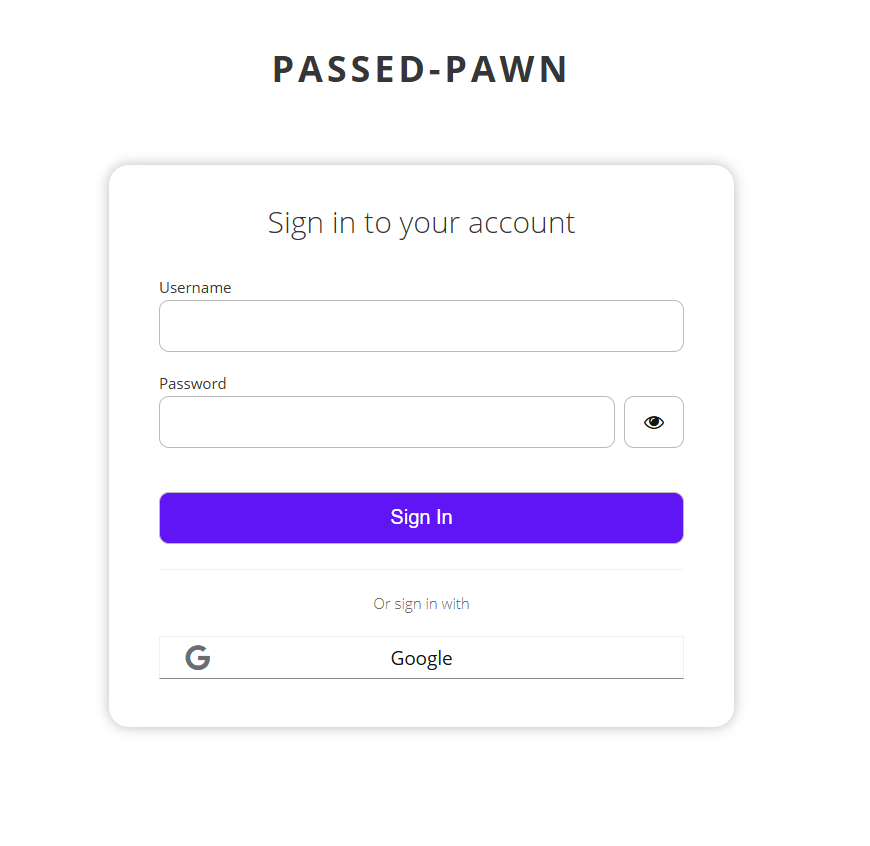 PASSED-PAWN
Sign in to your account
Username
Password
Sign In
Or sign in with
Google